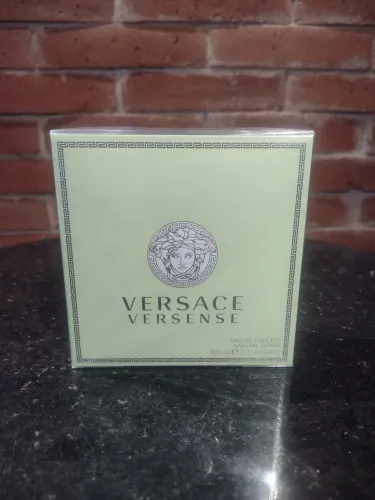 VERSACE
VERSENSE
EAU DE TOILETTE
NATURAL SPRAY